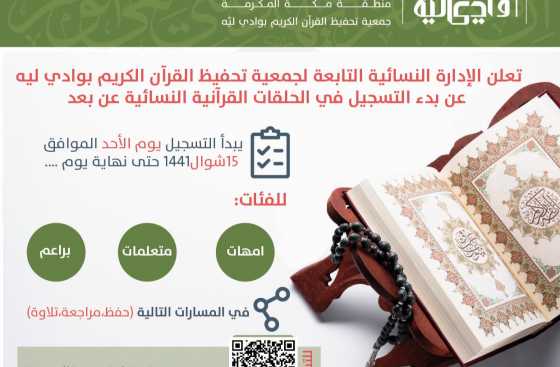 وادي ليه
منطقة مكة المكرمة
جمعية تحفيظ القرآن الكريم بوادي ليّه
تعلن الإدارة النسائية التابعة لجمعية تحفيظ القرآن الكريم بوادي ليه
عن بدء التسجيل في الحلقات القرآنية النسائية عن بعد
يبدأ التسجيل يوم الأحد الموافق
15شوال1441 حتى نهاية يوم ....
للفئات:
امهات
متعلمات
براعم
في المسارات التالية (حفظ،مراجعة،تلاوة)